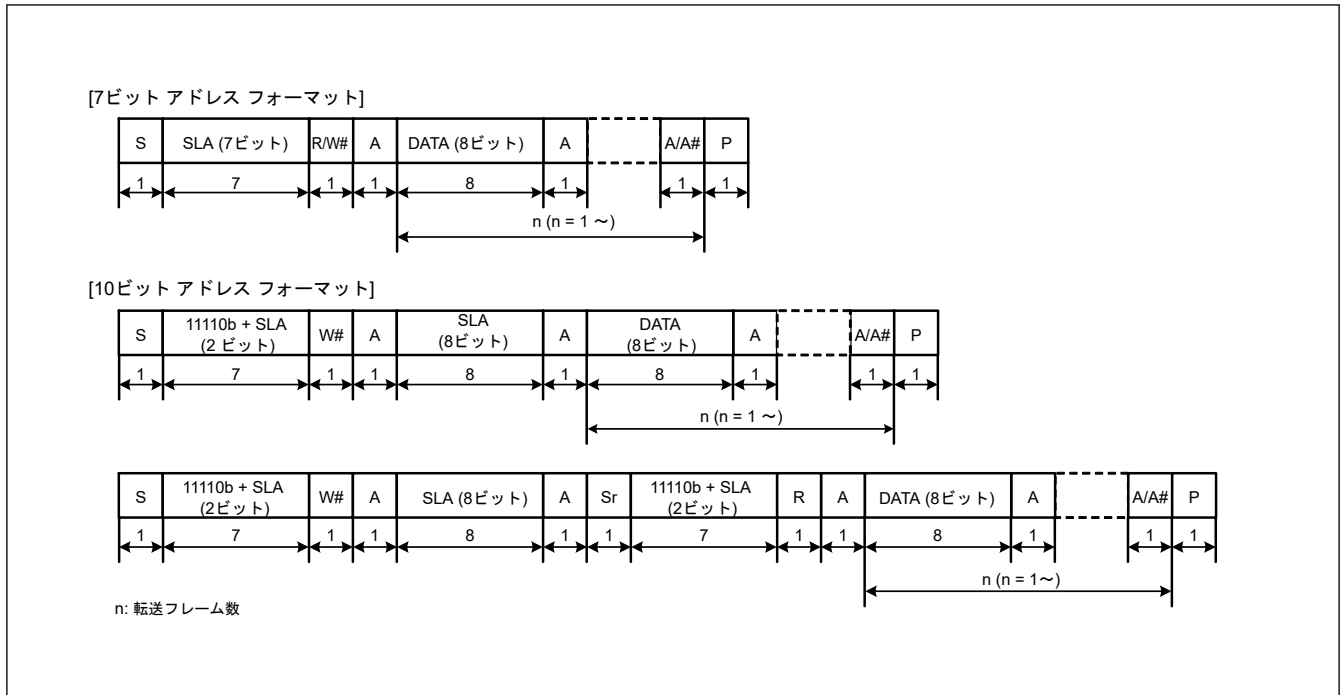 [7ビット アドレス フォーマット]
S SLA (7ビット) R/W# A DATA (8ビット) A A/A# P
1 7 1 1 8 1 1 1
n (n = 1 ～)
[10ビット アドレス フォーマット]
S 11110b + SLA (2 ビット) W# A SLA (8ビット) A DATA (8ビット) A A/A# P
1 7 1 1 8 1 8 1 1 1
n (n = 1 ～)
S 11110b + SLA (2ビット) W# A SLA (8ビット) A Sr 11110b + SLA (2ビット) R A DATA (8ビット) A A/A# P
1 7 1 1 8 1 1 7 1 1 8 1 1 1
n (n = 1～)
n: 転送フレーム数